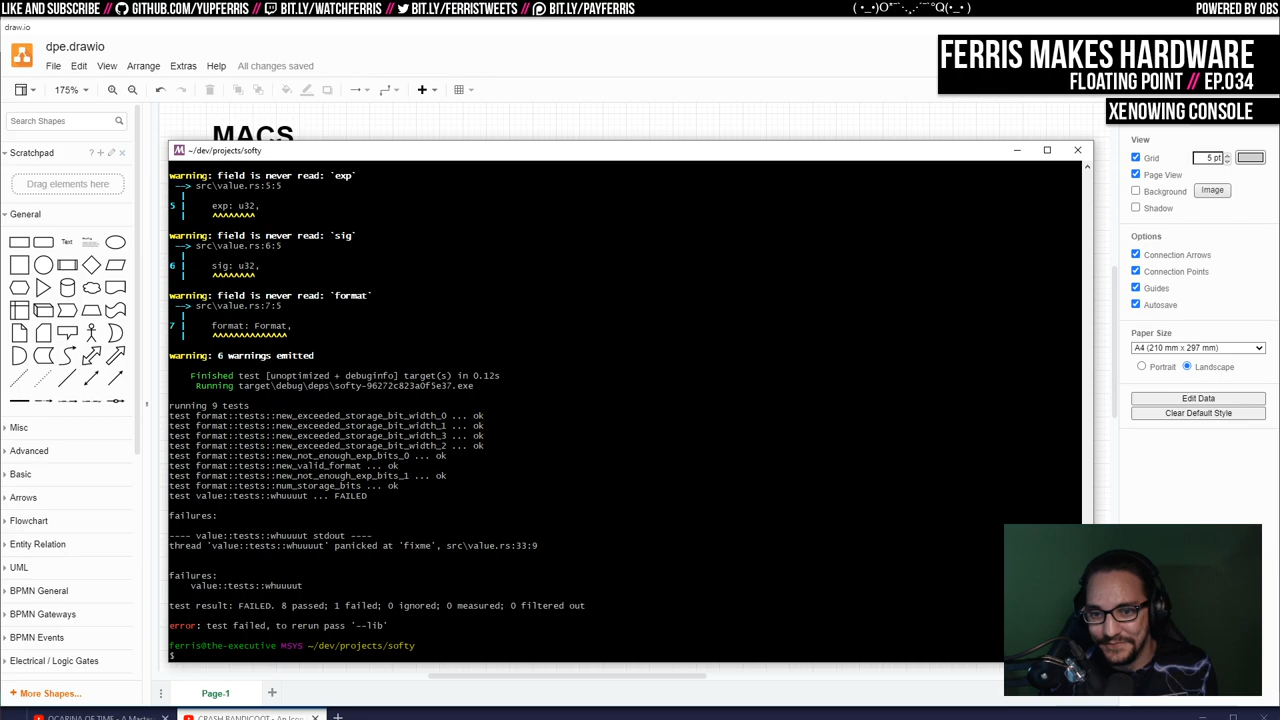 LIKE AND SUBSCRIBE // GITHUB.COM/YUPFERRIS // BIT.LY/WATCHFERRIS // BIT.LY/FERRISTWEETS // BIT.LY/PAYFERRIS
POWERED BY OBS
draw.io
dpe.drawio
File Edit View Arrange Extras Help All changes saved
FERRIS MAKES HARDWARE
FLOATING POINT // EP.034
XENOWING CONSOLE
175%
Search Shapes
Scratchpad
Drag elements here
General
Text
Misc
Advanced
Basic
Arrows
Flowchart
Entity Relation
UML
BPMN General
BPMN Gateways
BPMN Events
Electrical / Logic Gates
+ More Shapes...
MACS
~/dev/projects/softy
warning: field is never read: `exp`
--> src\value.rs:5:5
|
5 | exp: u32,
| ^^^^^^^^
warning: field is never read: `sig`
--> src\value.rs:6:5
|
6 | sig: u32,
| ^^^^^^^^
warning: field is never read: `format`
--> src\value.rs:7:5
|
7 | format: Format,
| ^^^^^^^^^^^^^^
warning: 6 warnings emitted
Finished test [unoptimized + debuginfo] target(s) in 0.12s
Running target\debug\deps\softy-96272c823a0f5e37.exe
running 9 tests
test format::tests::new_exceeded_storage_bit_width_0 ... ok
test format::tests::new_exceeded_storage_bit_width_1 ... ok
test format::tests::new_exceeded_storage_bit_width_3 ... ok
test format::tests::new_exceeded_storage_bit_width_2 ... ok
test format::tests::new_not_enough_exp_bits_0 ... ok
test format::tests::new_valid_format ... ok
test format::tests::new_not_enough_exp_bits_1 ... ok
test format::tests::num_storage_bits ... ok
test value::tests::whuuuut ... FAILED
failures:
---- value::tests::whuuuut stdout ----
thread 'value::tests::whuuuut' panicked at 'fixme', src\value.rs:33:9
failures:
value::tests::whuuuut
test result: FAILED. 8 passed; 1 failed; 0 ignored; 0 measured; 0 filtered out
error: test failed, to rerun pass '--lib'
ferris@the-executive MSYS ~/dev/projects/softy
$
View
Grid 5 pt
Page View
Background Image
Shadow
Options
Connection Arrows
Connection Points
Guides
Autosave
Paper Size
A4 (210 mm x 297 mm)
Portrait Landscape
Edit Data
Clear Default Style
Page-1
OCARINA OF TIME - A Master
CRASH BANDICOOT - An Icon